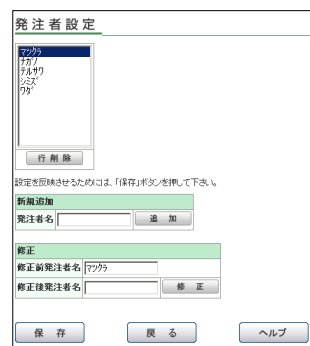 発注者設定
マツクラ
ナガノ
テルサワ
シミズ
ワダ
行 削 除
設定を反映させるためには、「保存」ボタンを押して下さい。
新規追加
発注者名 追 加
修正
修正前発注者名 マツクラ
修正後発注者名 修 正
保 存 戻 る ヘルプ